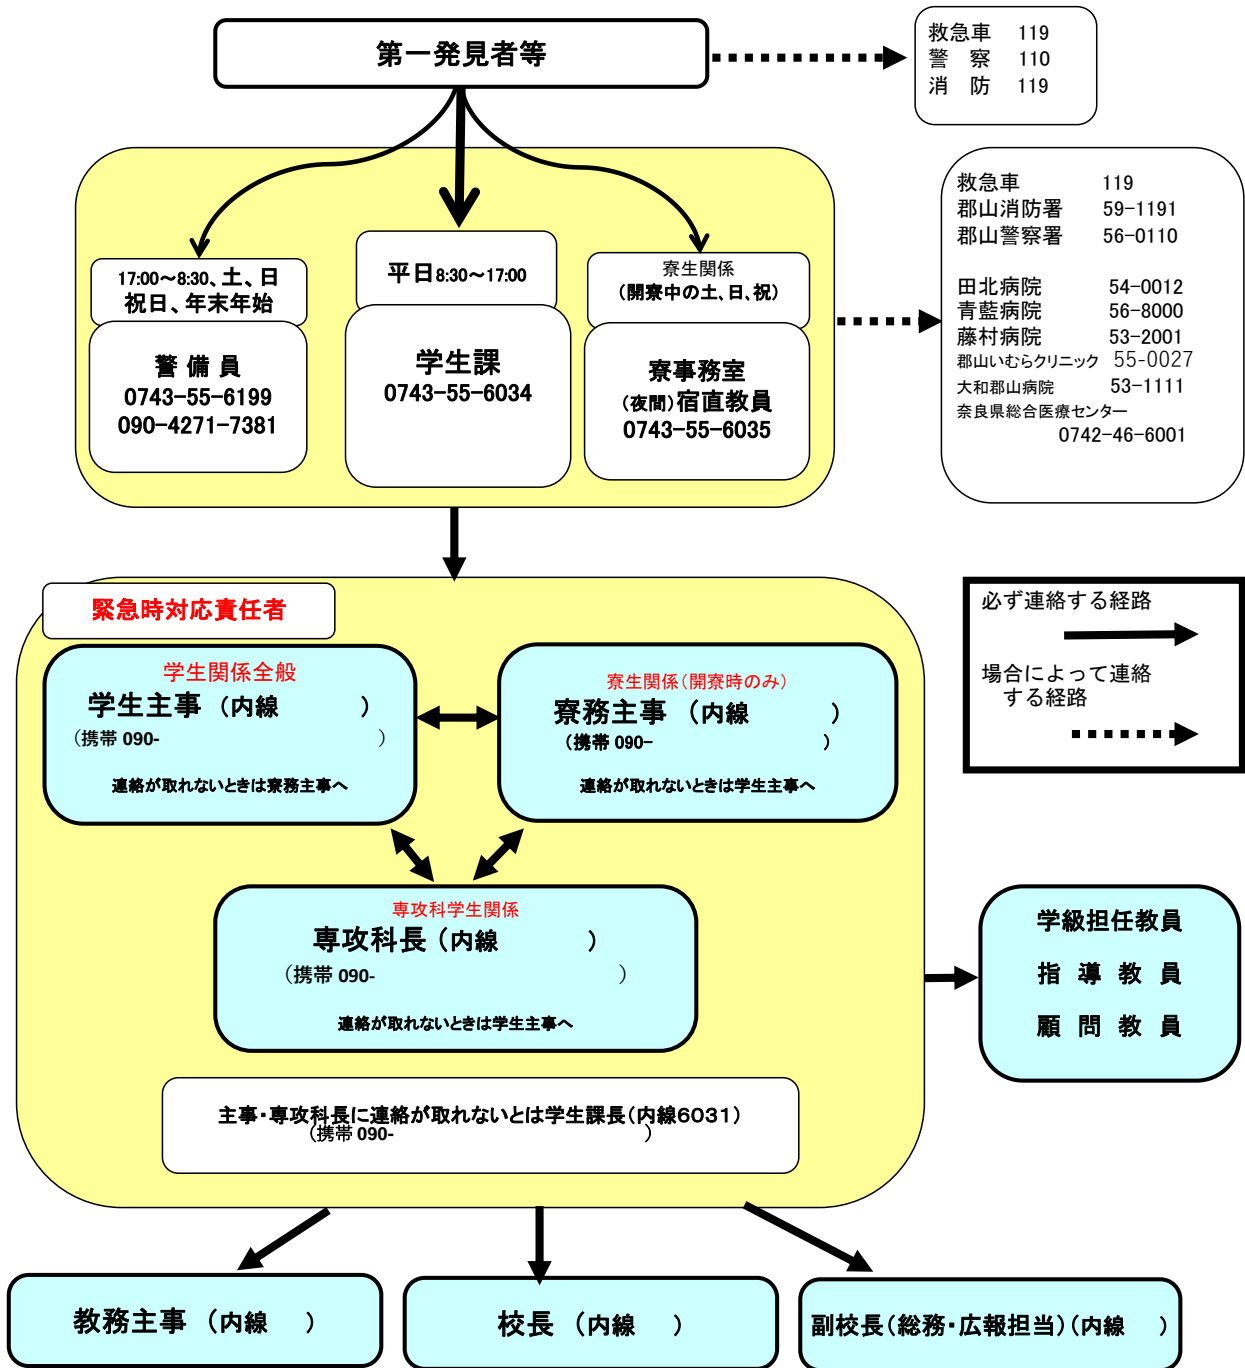 第一発見者等
救急車 119
警 察 110
消 防 119
17:00～8:30、土、日
祝日、年末年始
警 備 員
0743-55-6199
090-4271-7381
平日8:30～17:00
学生課
0743-55-6034
寮生関係
(開寮中の土、日、祝)
寮事務室
(夜間)宿直教員
0743-55-6035
救急車 119
郡山消防署 59-1191
郡山警察署 56-0110
田北病院 54-0012
青藍病院 56-8000
藤村病院 53-2001
郡山いむらクリニック 55-0027
大和郡山病院 53-1111
奈良県総合医療センター
0742-46-6001
緊急時対応責任者
学生関係全般
学生主事 (内線 )
(携帯 090- )
連絡が取れないときは寮務主事へ
寮生関係(開寮時のみ)
寮務主事 (内線 )
(携帯 090- )
連絡が取れないときは学生主事へ
専攻科学生関係
専攻科長 (内線 )
(携帯 090- )
連絡が取れないときは学生主事へ
主事・専攻科長に連絡が取れないとは学生課長(内線6031)
(携帯 090- )
必ず連絡する経路
場合によって連絡
する経路
学級担任教員
指 導 教 員
顧 問 教 員
教務主事 (内線 )
校長 (内線 )
副校長(総務・広報担当)(内線 )